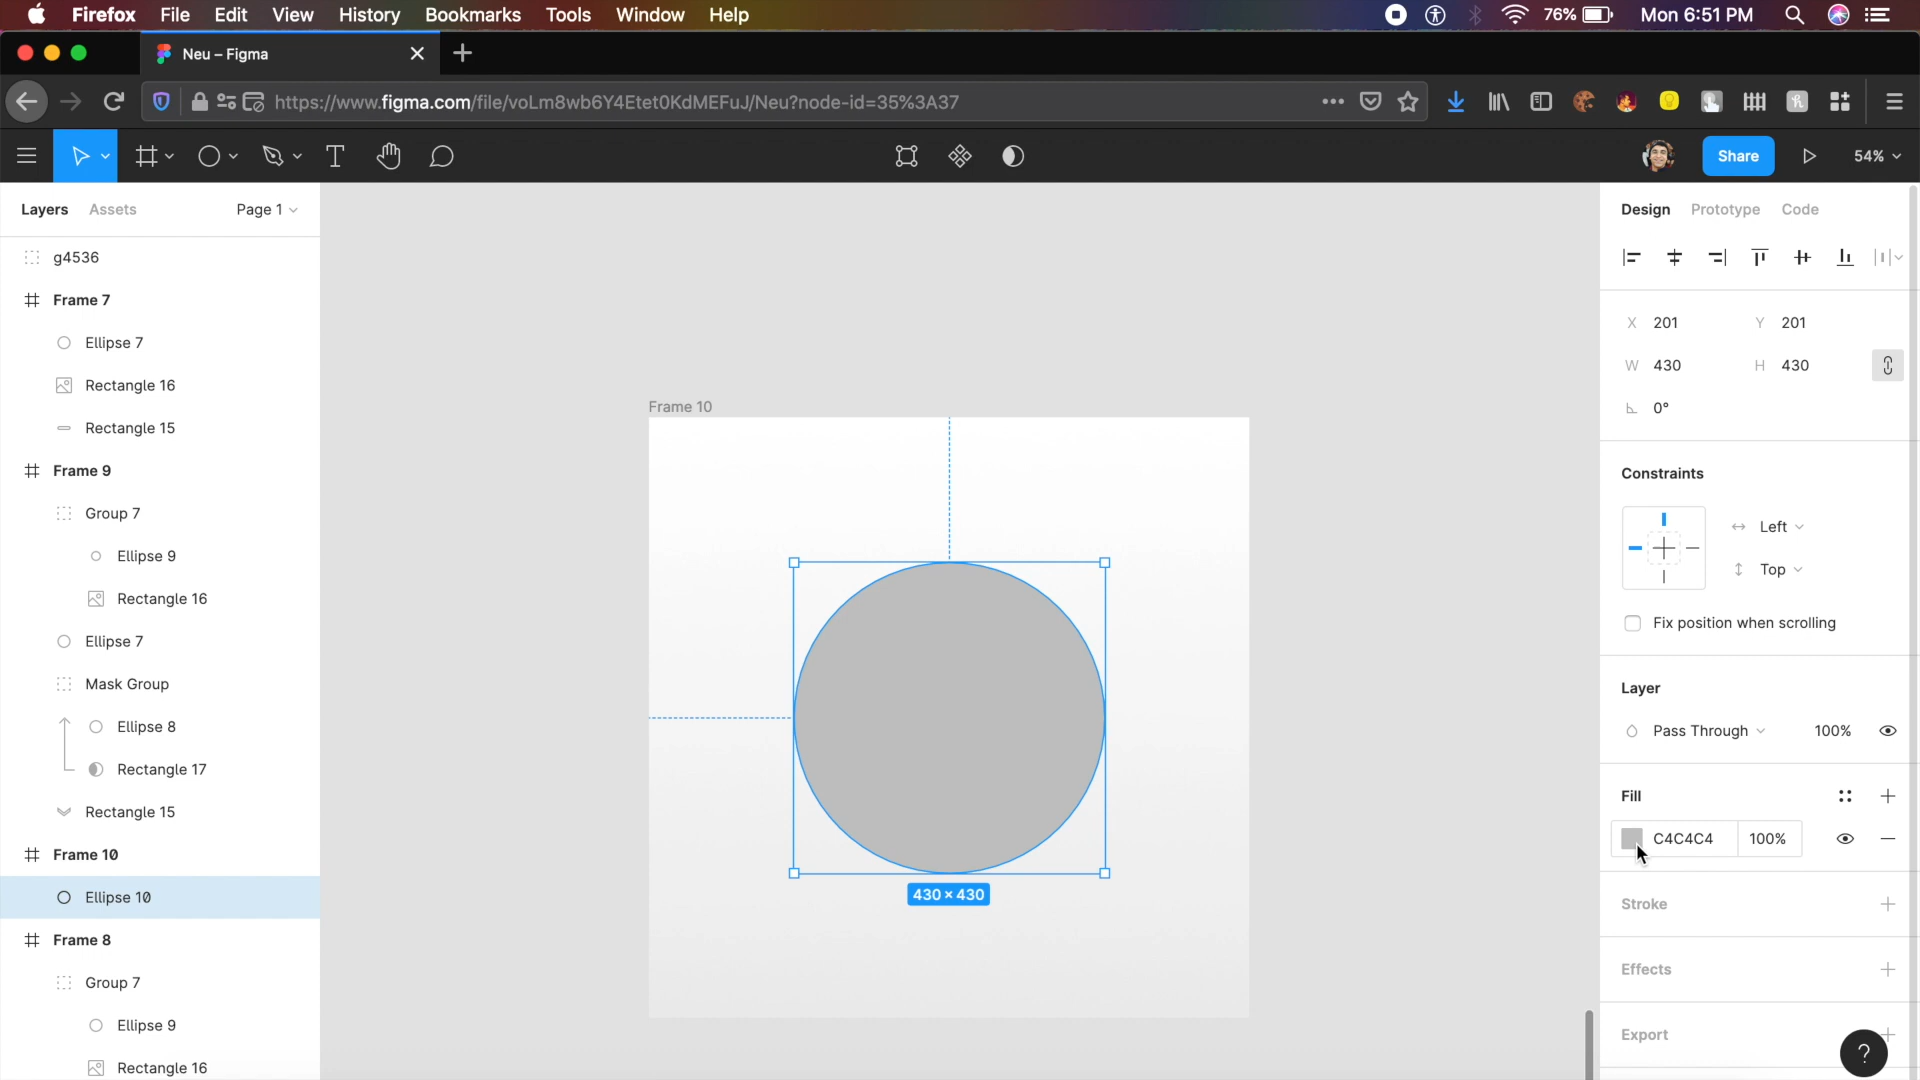 Firefox File Edit View History Bookmarks Tools Window Help 76% Mon 6:51 PM
Neu – Figma
https://www.figma.com/file/voLm8wb6Y4Etet0KdMEFuJ/Neu?node-id=35%3A37
Share 54%
Layers Assets Page 1
g4536
Frame 7
Ellipse 7
Rectangle 16
Rectangle 15
Frame 9
Group 7
Ellipse 9
Rectangle 16
Ellipse 7
Mask Group
Ellipse 8
Rectangle 17
Rectangle 15
Frame 10
Ellipse 10
Frame 8
Group 7
Ellipse 9
Rectangle 16
Frame 10
430 × 430
Design Prototype Code
X 201 Y 201
W 430 H 430
0°
Constraints
Left
Top
Fix position when scrolling
Layer
Pass Through 100%
Fill
C4C4C4 100%
Stroke
Effects
Export
?